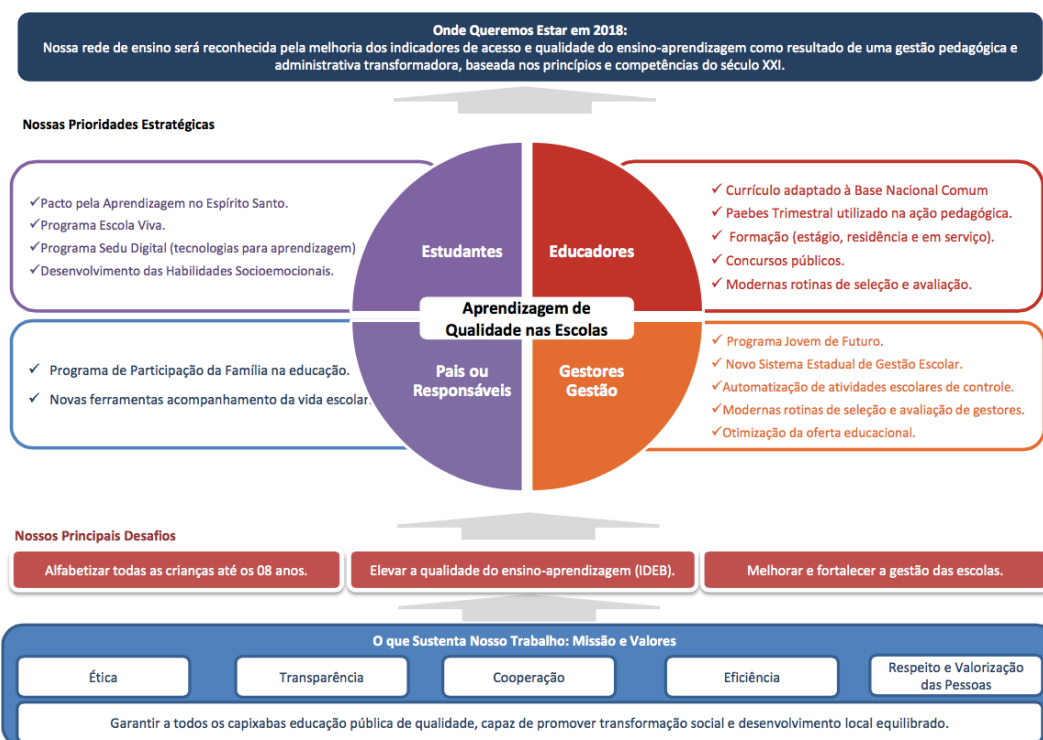 Onde Queremos Estar em 2018:
Nossa rede de ensino será reconhecida pela melhoria dos indicadores de acesso e qualidade do ensino-aprendizagem como resultado de uma gestão pedagógica e
administrativa transformadora, baseada nos princípios e competências do século XXI.
Nossas Prioridades Estratégicas
✓Pacto pela Aprendizagem no Espírito Santo.
✓Programa Escola Viva.
✓Programa Sedu Digital (tecnologias para aprendizagem)
✓Desenvolvimento das Habilidades Socioemocionais.
Estudantes
Educadores
✓ Currículo adaptado à Base Nacional Comum
✓ Paebes Trimestral utilizado na ação pedagógica.
✓ Formação (estágio, residência e em serviço).
✓ Concursos públicos.
✓ Modernas rotinas de seleção e avaliação.
Aprendizagem de
Qualidade nas Escolas
✓ Programa de Participação da Família na educação.
✓ Novas ferramentas acompanhamento da vida escolar.
Pais ou
Responsáveis
Gestores
Gestão
✓ Programa Jovem de Futuro.
✓Novo Sistema Estadual de Gestão Escolar.
✓Automatização de atividades escolares de controle.
✓Modernas rotinas de seleção e avaliação de gestores.
✓Otimização da oferta educacional.
Nossos Principais Desafios
Alfabetizar todas as crianças até os 08 anos.
Elevar a qualidade do ensino-aprendizagem (IDEB).
Melhorar e fortalecer a gestão das escolas.
O que Sustenta Nosso Trabalho: Missão e Valores
Ética
Transparência
Cooperação
Eficiência
Respeito e Valorização
das Pessoas
Garantir a todos os capixabas educação pública de qualidade, capaz de promover transformação social e desenvolvimento local equilibrado.